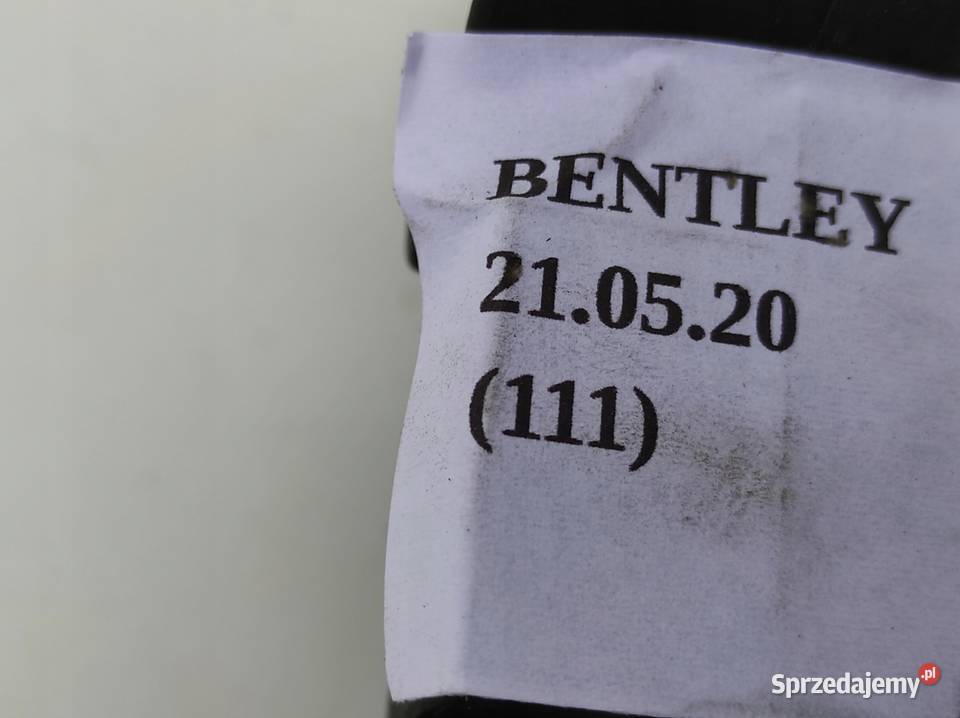 BENTLEY
21.05.20
(111)
Sprzedajemy.pl